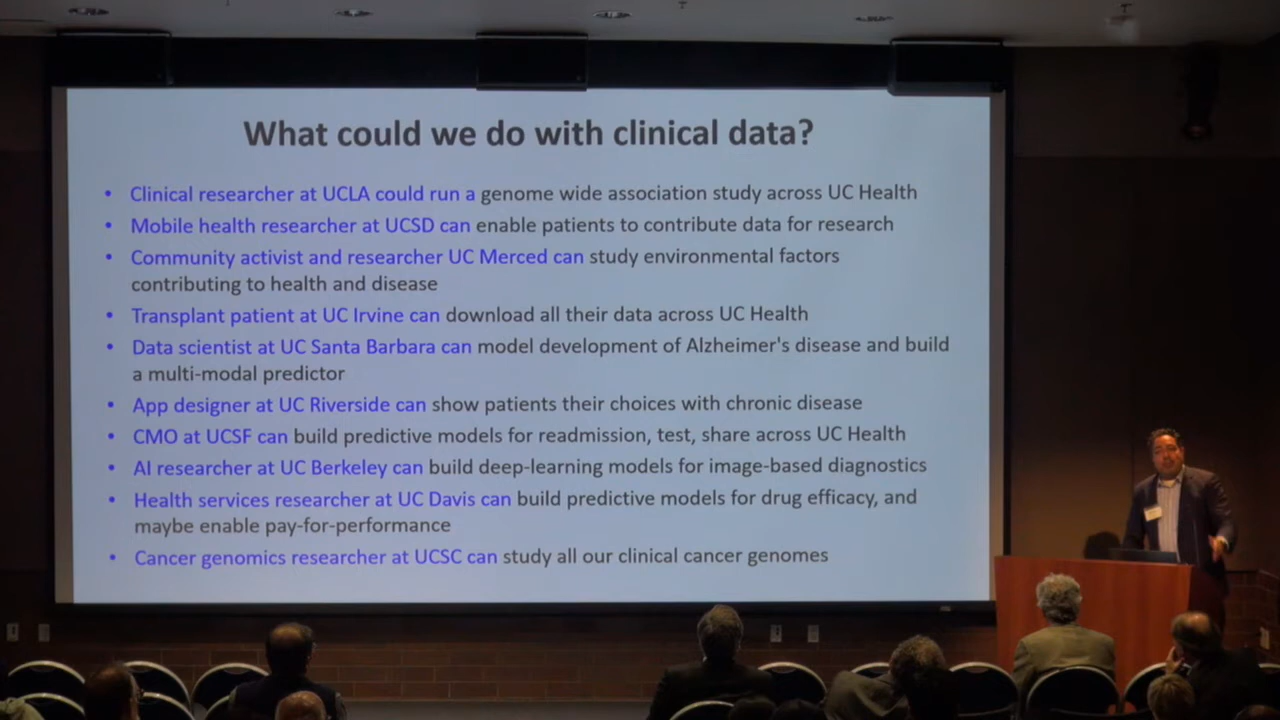 What could we do with clinical data?
• Clinical researcher at UCLA could run a genome wide association study across UC Health
• Mobile health researcher at UCSD can enable patients to contribute data for research
• Community activist and researcher UC Merced can study environmental factors
contributing to health and disease
• Transplant patient at UC Irvine can download all their data across UC Health
• Data scientist at UC Santa Barbara can model development of Alzheimer's disease and build
a multi-modal predictor
• App designer at UC Riverside can show patients their choices with chronic disease
• CMO at UCSF can build predictive models for readmission, test, share across UC Health
• AI researcher at UC Berkeley can build deep-learning models for image-based diagnostics
• Health services researcher at UC Davis can build predictive models for drug efficacy, and
maybe enable pay-for-performance
• Cancer genomics researcher at UCSC can study all our clinical cancer genomes